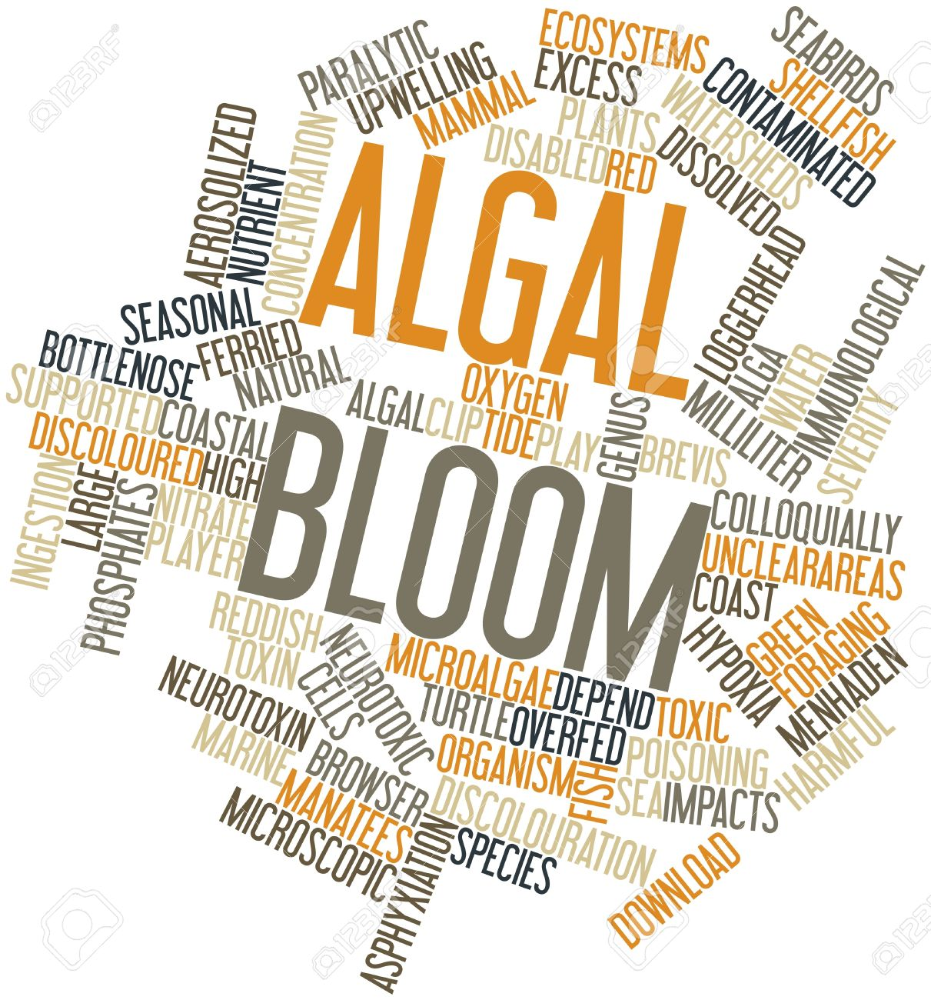 SEABIRDS
ECOSYSTEMS
SHELLFISH
PARALYTIC
UPWELLING
MAMMAL
EXCESS
CONTAMINATED
WATERSHEDS
PLANTS
DISABLED
RED
DISSOLVED
AEROSOLIZED
NUTRIENT
CONCENTRATION
ALGAL
LOGGERHEAD
IMMUNOLOGICAL
SEASONAL
FERRIED
BOTTLENOSE
NATURAL
ALGA
WATER
SUPPORTED
COASTAL
OXYGEN
ALGAL
CLIP
TIDE
PLAY
GENUS
BREVIS
MILLILITER
SEVERITY
DISCOLOURED
HIGH
BLOOM
INGESTION
LARGE
PHOSPHATES
NITRATE
PLAYER
COLLOQUIALLY
UNCLEARAREAS
COAST
REDDISH
TOXIN
NEUROTOXIC
CELLS
MICROALGAE
DEPEND
TOXIC
HYPOXIA
GREEN
FORAGING
MENHADEN
HARMFUL
NEUROTOXIN
TURTLE
OVERFED
MARINE
BROWSER
ORGANISM
FISH
POISONING
SEA
IMPACTS
MANATEES
DISCOLOURATION
MICROSCOPIC
ASPHYXIATION
SPECIES
DOWNLOAD
123RF